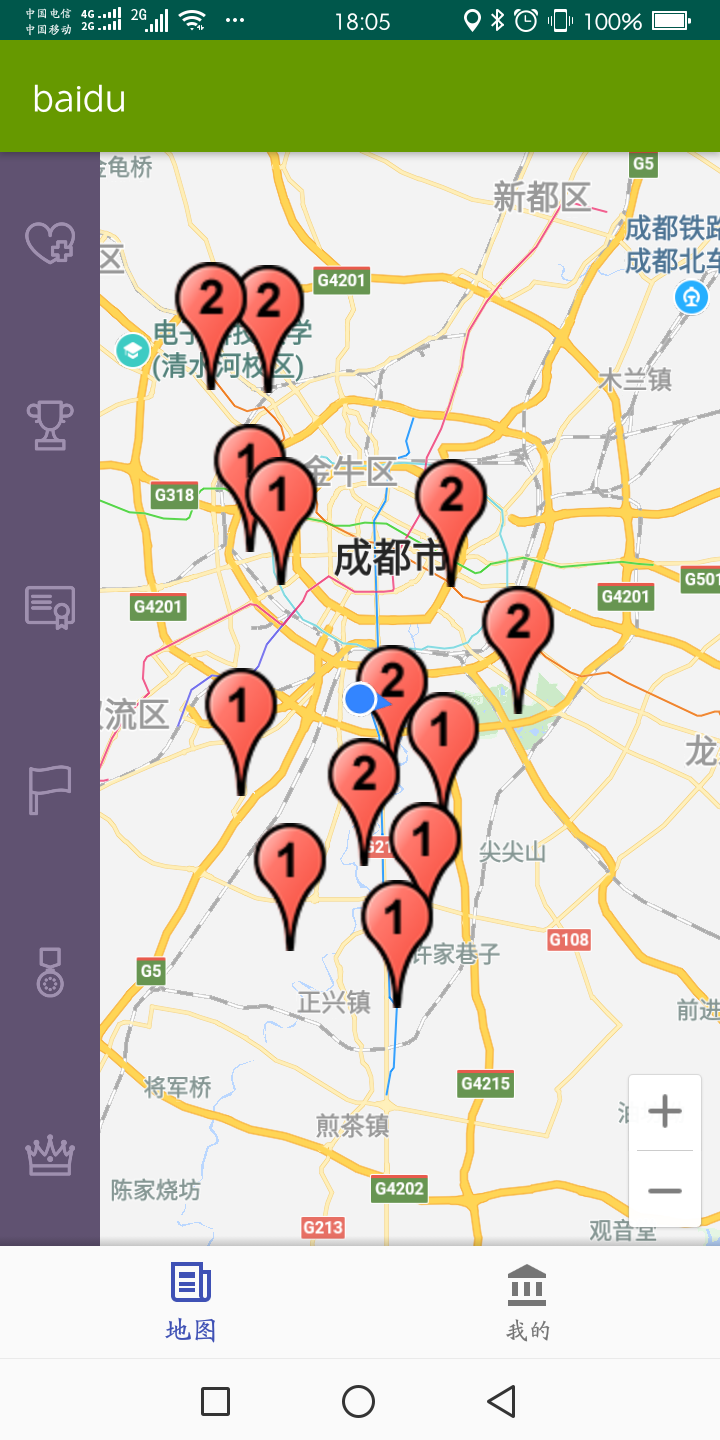 中国电信 4G 2G 18:05 100%
中国移动 2G
baidu
金龟桥
G5
新都区
成都铁路
成都北车
区
G4201
2
2
电子科技大学
(清水河校区)
木兰镇
1
金牛区
1
2
G318
成都市
G501
G4201
G4201
2
2
1
双流区
1
龙
2
1
G21
尖尖山
1
1
G108
许家巷子
G5
正兴镇
前进
将军桥
G4215
煎茶镇
陈家烧坊
G4202
G213
观音堂
地图
我的